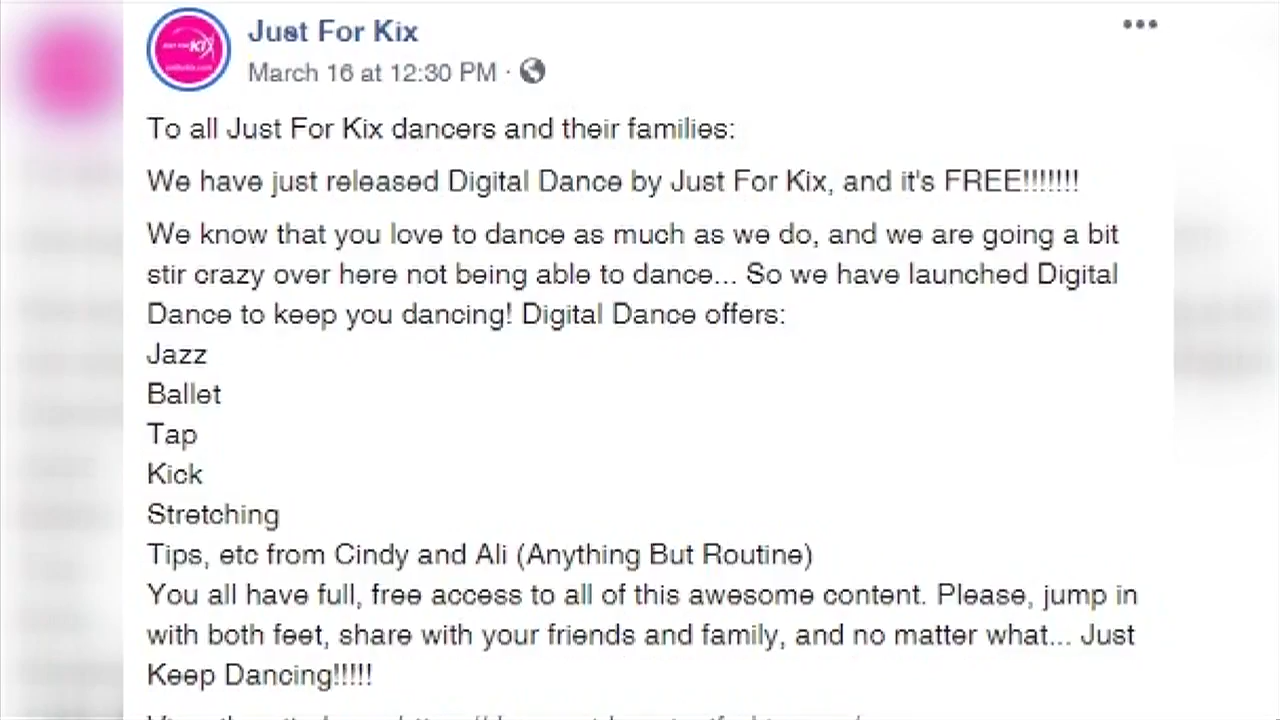 Just For Kix
March 16 at 12:30 PM ·
To all Just For Kix dancers and their families:
We have just released Digital Dance by Just For Kix, and it's FREE!!!!!!!
We know that you love to dance as much as we do, and we are going a bit
stir crazy over here not being able to dance... So we have launched Digital
Dance to keep you dancing! Digital Dance offers:
Jazz
Ballet
Tap
Kick
Stretching
Tips, etc from Cindy and Ali (Anything But Routine)
You all have full, free access to all of this awesome content. Please, jump in
with both feet, share with your friends and family, and no matter what... Just
Keep Dancing!!!!!